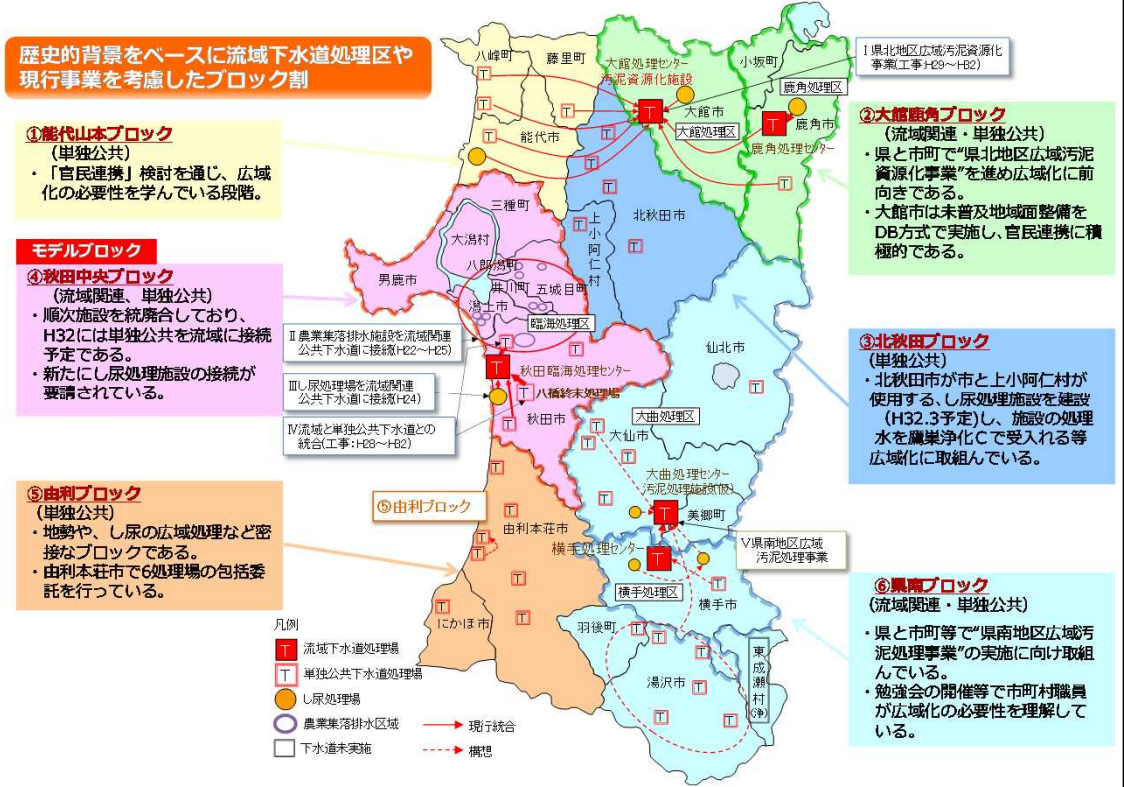 歴史的背景をベースに流域下水道処理区や
現行事業を考慮したブロック割
①能代山本ブロック
(単独公共)
・「官民連携」検討を通じ、広域
化の必要性を学んでいる段階。
モデルブロック
④秋田中央ブロック
(流域関連、単独公共)
・順次施設を統廃合しており、
H32には単独公共を流域に接続
予定である。
・新たにし尿処理施設の接続が
要請されている。
⑤由利ブロック
(単独公共)
・地勢や、し尿の広域処理など密
接なブロックである。
・由利本荘市で6処理場の包括委
託を行っている。
Ⅰ県北地区広域汚泥資源化
事業(工事H29～HB2)
②大館鹿角ブロック
(流域関連・単独公共)
・県と市町で“県北地区広域汚泥
資源化事業”を進め広域化に前
向きである。
・大館市は未普及地域面整備を
DB方式で実施し、官民連携に積
極的である。
③北秋田ブロック
(単独公共)
・北秋田市が市と上小阿仁村が
使用する、し尿処理施設を建設
(H32.3予定)し、施設の処理
水を鷹巣浄化Cで受入れる等
広域化に取組んでいる。
⑥県南ブロック
(流域関連・単独公共)
・県と市町等で“県南地区広域汚
泥処理事業”の実施に向け取組
んでいる。
・勉強会の開催等で市町村職員
が広域化の必要性を理解して
いる。
八峰町
藤里町
能代市
大館処理センター
汚泥資源化施設
小坂町
鹿角処理区
大館市
大館処理区
鹿角市
鹿角処理センター
三種町
大潟村
八郎潟町
男鹿市
井川町
五城目町
潟上市
臨海処理区
上小阿仁村
北秋田市
Ⅱ農業集落排水施設を流域関連
公共下水道に接続(H22～H25)
Ⅲし尿処理場を流域関連
公共下水道に接続(H24)
Ⅳ流域と単独公共下水道との
統合(工事:H28～HB2)
秋田臨海処理センター
八橋終末処理場
秋田市
仙北市
大曲処理区
大仙市
大曲処理センター
汚泥処理施設(仮)
美郷町
⑤由利ブロック
由利本荘市
横手処理センター
Ⅴ県南地区広域
汚泥処理事業
横手処理区
横手市
にかほ市
羽後町
湯沢市
東成瀬村(浄)
凡例
T 流域下水道処理場
T 単独公共下水道処理場
し尿処理場
農業集落排水区域
現行統合
下水道未実施
構想